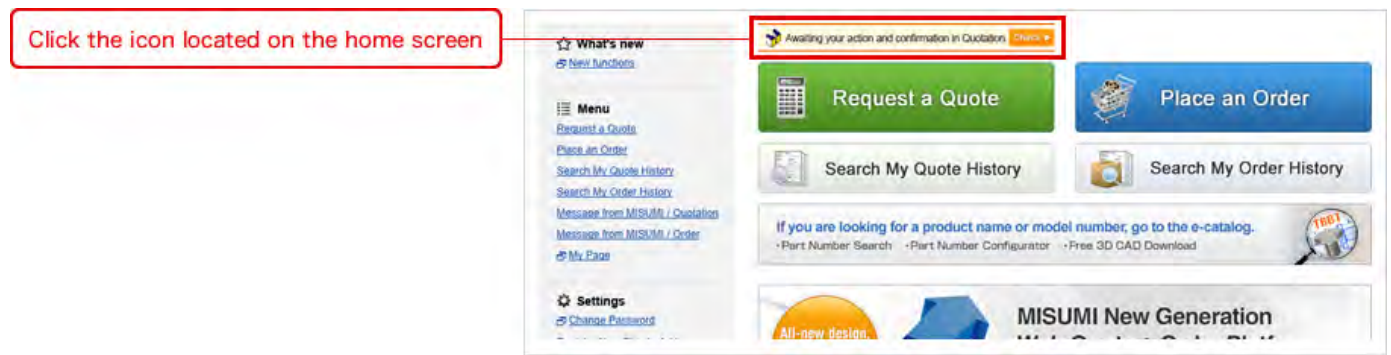 Click the icon located on the home screen
What's new
New functions
Menu
Request a Quote
Place an Order
Search My Quote History
Search My Order History
Message from MISUMI / Quotation
Message from MISUMI / Order
My Page
Settings
Change Password
Awaiting your action and confirmation in Quotation.
Request a Quote
Place an Order
Search My Quote History
Search My Order History
If you are looking for a product name or model number, go to the e-catalog.
・Part Number Search ・Part Number Configurator ・Free 3D CAD Download
All-new design,
MISUMI New Generation